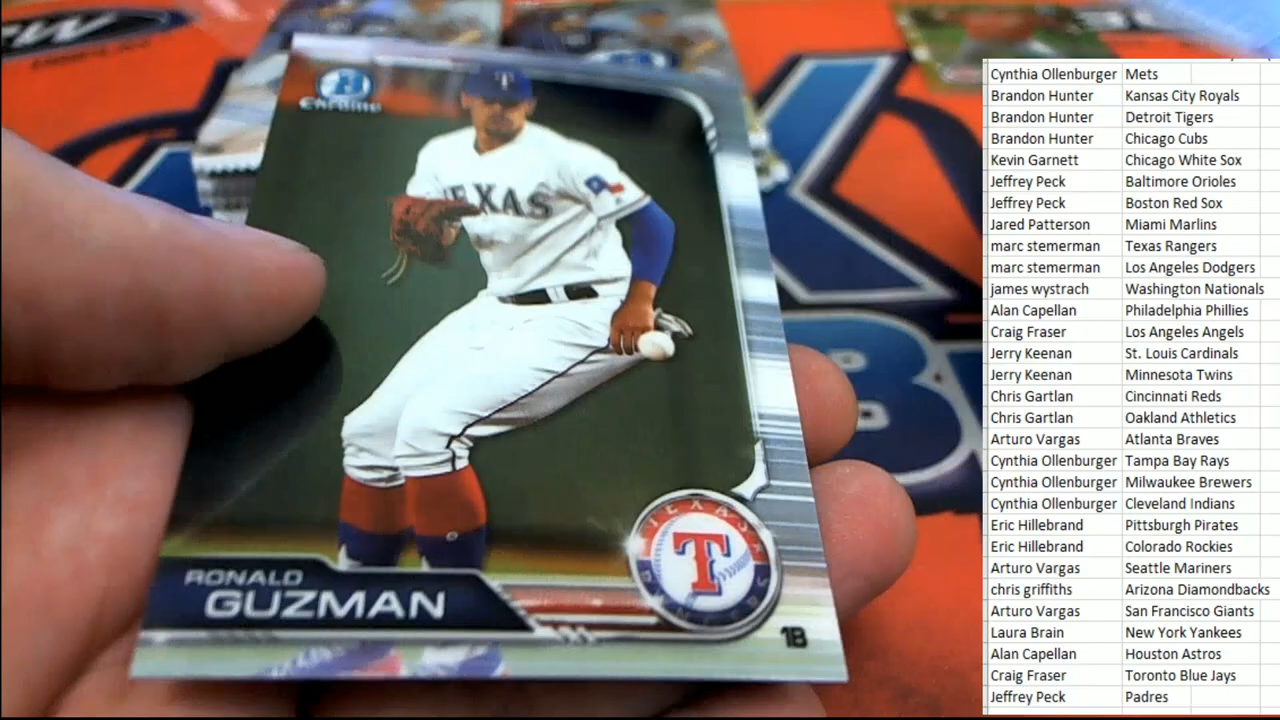 Chrome
T
TEXAS
TEXAS
T
RONALD
GUZMAN
1B
Cynthia Ollenburger Mets
Brandon Hunter Kansas City Royals
Brandon Hunter Detroit Tigers
Brandon Hunter Chicago Cubs
Kevin Garnett Chicago White Sox
Jeffrey Peck Baltimore Orioles
Jeffrey Peck Boston Red Sox
Jared Patterson Miami Marlins
marc stemerman Texas Rangers
marc stemerman Los Angeles Dodgers
james wystrach Washington Nationals
Alan Capellan Philadelphia Phillies
Craig Fraser Los Angeles Angels
Jerry Keenan St. Louis Cardinals
Jerry Keenan Minnesota Twins
Chris Gartlan Cincinnati Reds
Chris Gartlan Oakland Athletics
Arturo Vargas Atlanta Braves
Cynthia Ollenburger Tampa Bay Rays
Cynthia Ollenburger Milwaukee Brewers
Cynthia Ollenburger Cleveland Indians
Eric Hillebrand Pittsburgh Pirates
Eric Hillebrand Colorado Rockies
Arturo Vargas Seattle Mariners
chris griffiths Arizona Diamondbacks
Arturo Vargas San Francisco Giants
Laura Brain New York Yankees
Alan Capellan Houston Astros
Craig Fraser Toronto Blue Jays
Jeffrey Peck Padres